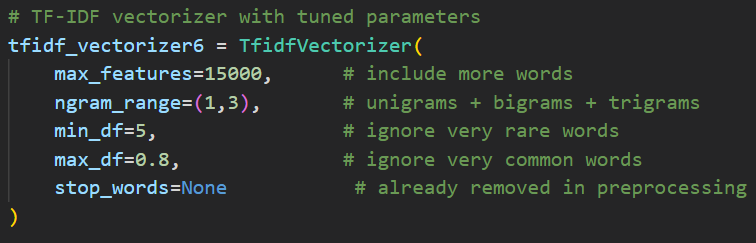 # TF-IDF vectorizer with tuned parameters
tfidf_vectorizer6 = TfidfVectorizer(
    max_features=15000,      # include more words
    ngram_range=(1,3),       # unigrams + bigrams + trigrams
    min_df=5,                # ignore very rare words
    max_df=0.8,              # ignore very common words
    stop_words=None           # already removed in preprocessing
)